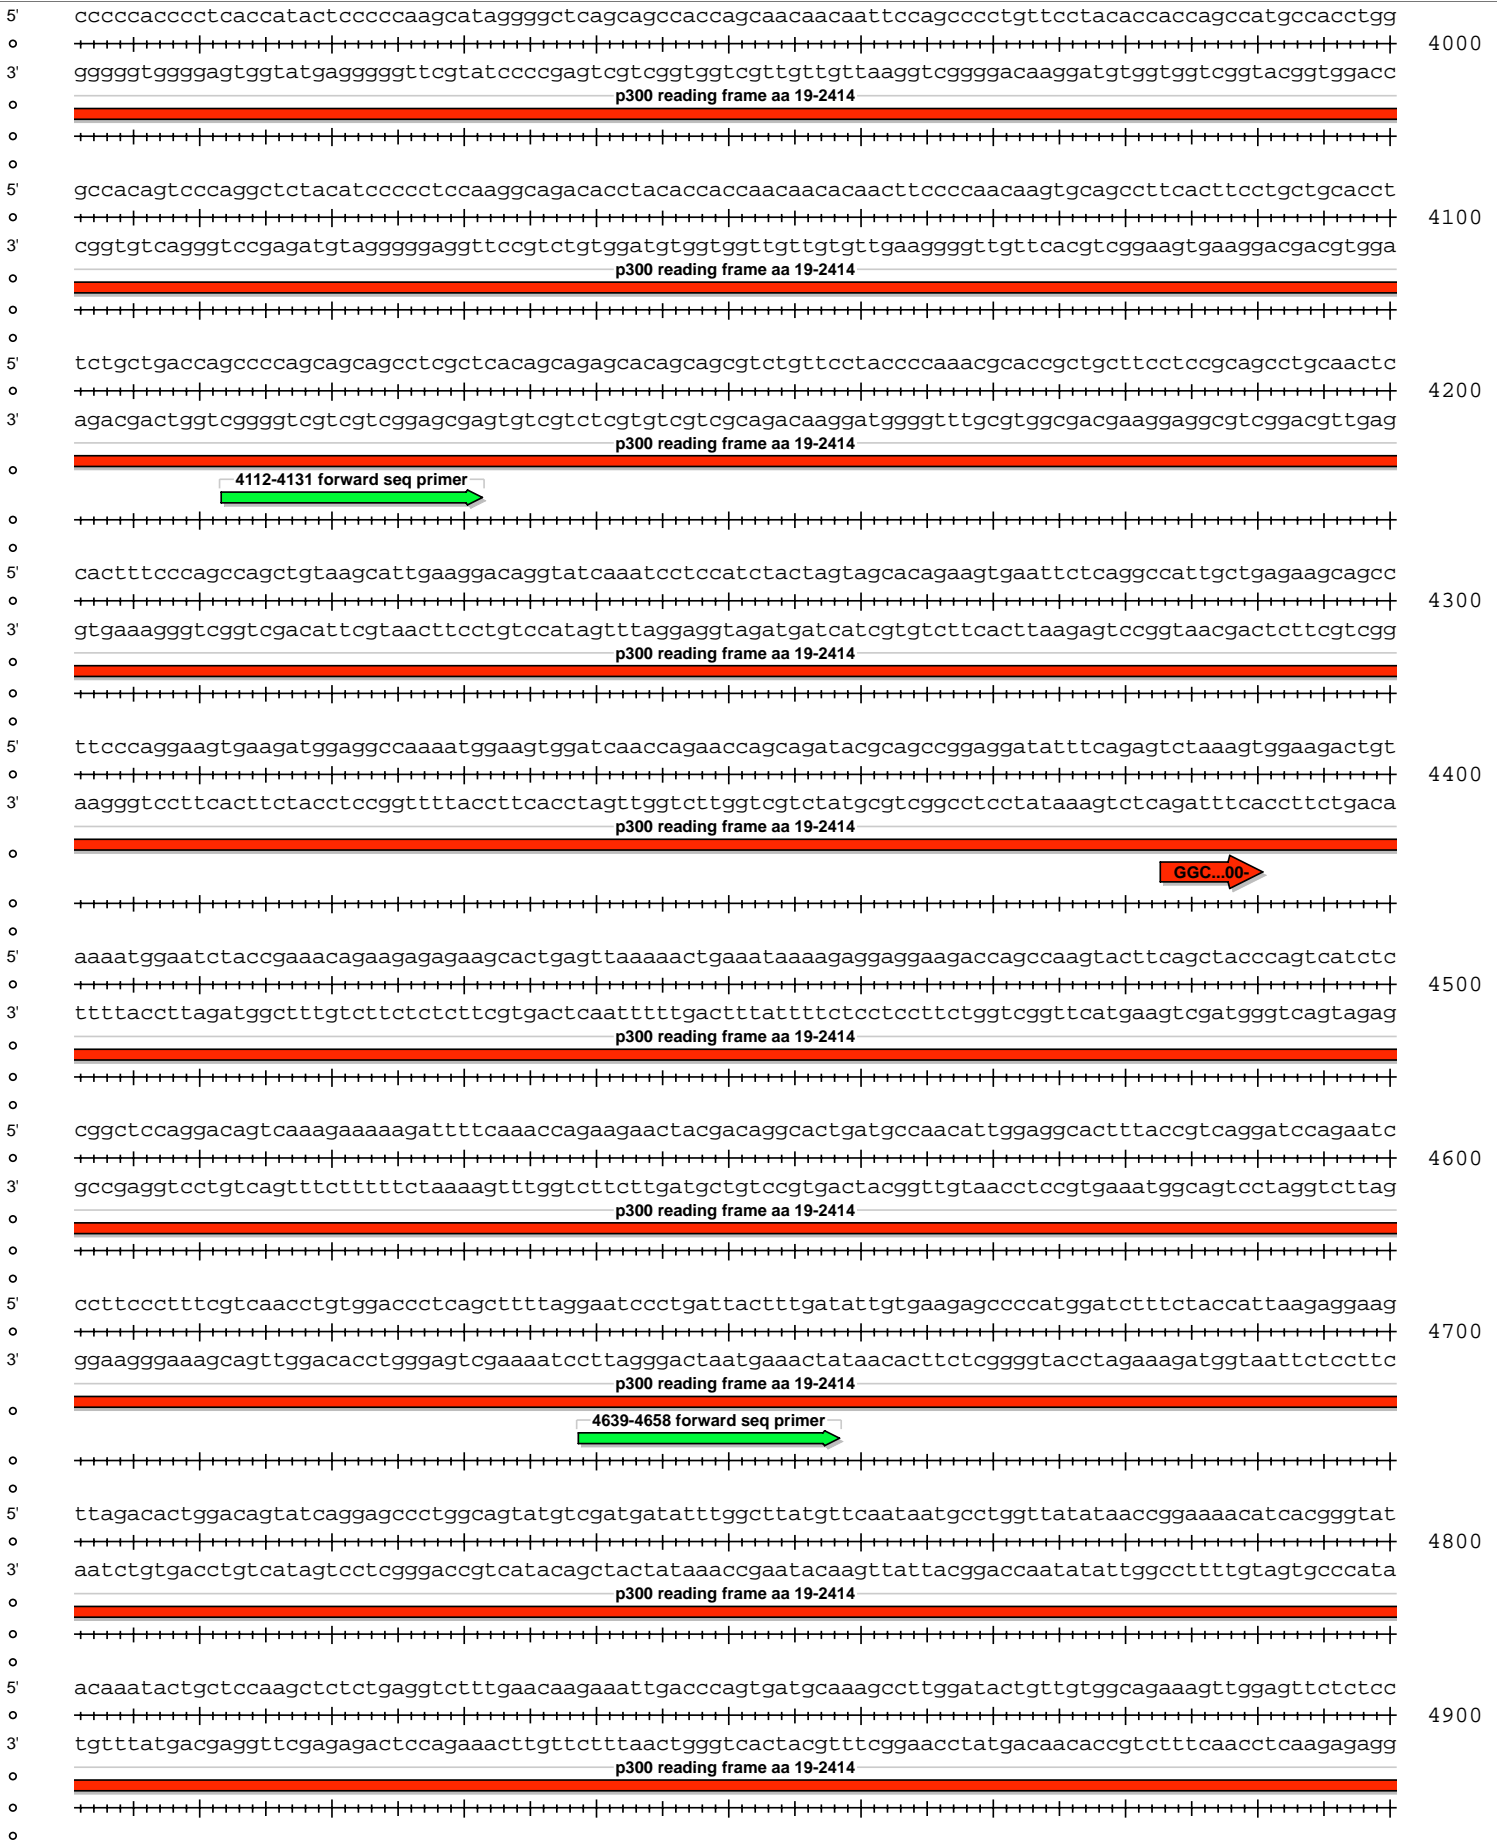 5' cccccacccctcaccatactcccccaagcataggggctcagcagccaccagcaacaacaattccagcccctgttcctacaccaccagccatgccacctgg
4000
3' gggggtggggagtggtatgagggggttcgtatccccgagtcgtcggtggtcgttgttgttaaggtcggggacaaggatgtggtggtcggtacggtggacc
p300 reading frame aa 19-2414
5' gccacagtcccaggctctacatccccctccaaggcagacacctacaccaccaacaacacaacttccccaacaagtgcagccttcacttcctgctgcacct
4100
3' cggtgtcagggtccgagatgtagggggaggttccgtctgtggatgtggtggttgttgtgttgaaggggttgttcacgtcggaagtgaaggacgacgtgga
p300 reading frame aa 19-2414
5' tctgctgaccagccccagcagcagcctcgctcacagcagagcacagcagcgtctgttcctaccccaaacgcaccgctgcttcctccgcagcctgcaactc
4200
3' agacgactggtcggggtcgtcgtcggagcgagtgtcgtctcgtgtcgtcgcagacaaggatggggtttgcgtggcgacgaaggaggcgtcggacgttgag
p300 reading frame aa 19-2414
4112-4131 forward seq primer
5' cactttcccagccagctgtaagcattgaaggacaggtatcaaatcctccatctactagtagcacagaagtgaattctcaggccattgctgagaagcagcc
4300
3' gtgaaagggtcggtcgacattcgtaacttcctgtccatagtttaggaggtagatgatcatcgtgtcttcacttaagagtccggtaacgactcttcgtcgg
p300 reading frame aa 19-2414
5' ttcccaggaagtgaagatggaggccaaaatggaagtggatcaaccagaaccagcagatacgcagccggaggatatttcagagtctaaagtggaagactgt
4400
3' aagggtccttcacttctacctccggttttaccttcacctagttggtcttggtcgtctatgcgtcggcctcctataaagtctcagatttcaccttctgaca
p300 reading frame aa 19-2414
GGC...00-
5' aaaatggaatctaccgaaacagaagagagaagcactgagttaaaaactgaaataaaagaggaggaagaccagccaagtacttcagctacccagtcatctc
4500
3' ttttaccttagatggctttgtcttctctcttcgtgactcaatttttgactttattttctcctccttctggtcggttcatgaagtcgatgggtcagtagag
p300 reading frame aa 19-2414
5' cggctccaggacagtcaaagaaaaagattttcaaaccagaagaactacgacaggcactgatgccaacattggaggcactttaccgtcaggatccagaatc
4600
3' gccgaggtcctgtcagtttctttttctaaaagtttggtcttcttgatgctgtccgtgactacggttgtaacctccgtgaaatggcagtcctaggtcttag
p300 reading frame aa 19-2414
5' ccttccctttcgtcaacctgtggaccctcagcttttaggaatccctgattactttgatattgtgaagagccccatggatctttctaccattaagaggaag
4700
3' ggaagggaaagcagttggacacctgggagtcgaaaatccttagggactaatgaaactataacacttctcggggtacctagaaagatggtaattctccttc
p300 reading frame aa 19-2414
4639-4658 forward seq primer
5' ttagacactggacagtatcaggagccctggcagtatgtcgatgatatttggcttatgttcaataatgcctggttatataaccggaaaacatcacgggtat
4800
3' aatctgtgacctgtcatagtcctcgggaccgtcatacagctactataaaccgaatacaagttattacggaccaatatattggccttttgtagtgcccata
p300 reading frame aa 19-2414
5' acaaatactgctccaagctctctgaggtctttgaacaagaaattgacccagtgatgcaaagccttggatactgttgtggcagaaagttggagttctctcc
4900
3' tgtttatgacgaggttcgagagactccagaaacttgttctttaactgggtcactacgtttcggaacctatgacaacaccgtctttcaacctcaagagagg
p300 reading frame aa 19-2414